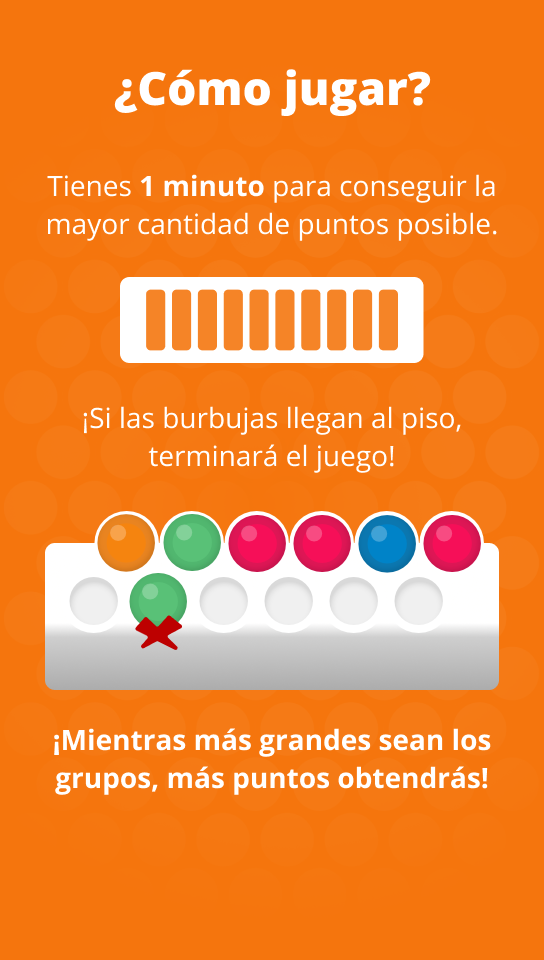 ¿Cómo jugar?
Tienes 1 minuto para conseguir la
mayor cantidad de puntos posible.
¡Si las burbujas llegan al piso,
terminará el juego!
¡Mientras más grandes sean los
grupos, más puntos obtendrás!